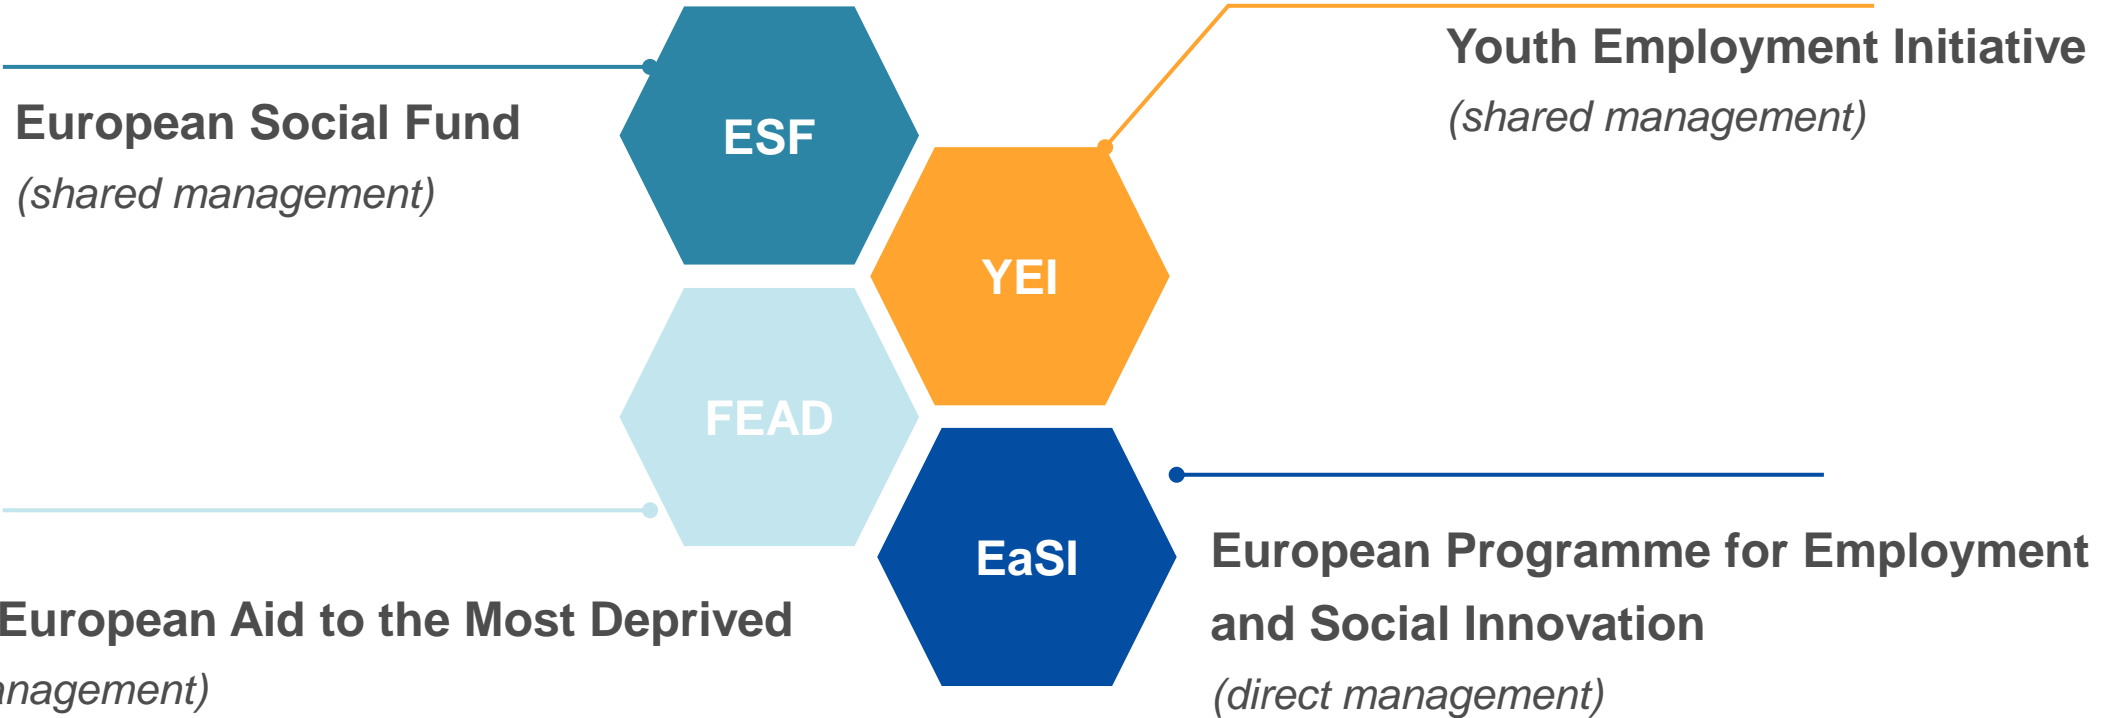 European Social Fund
(shared management)
ESF
Youth Employment Initiative
(shared management)
YEI
FEAD
European Aid to the Most Deprived
EaSI
European Programme for Employment
and Social Innovation
(direct management)